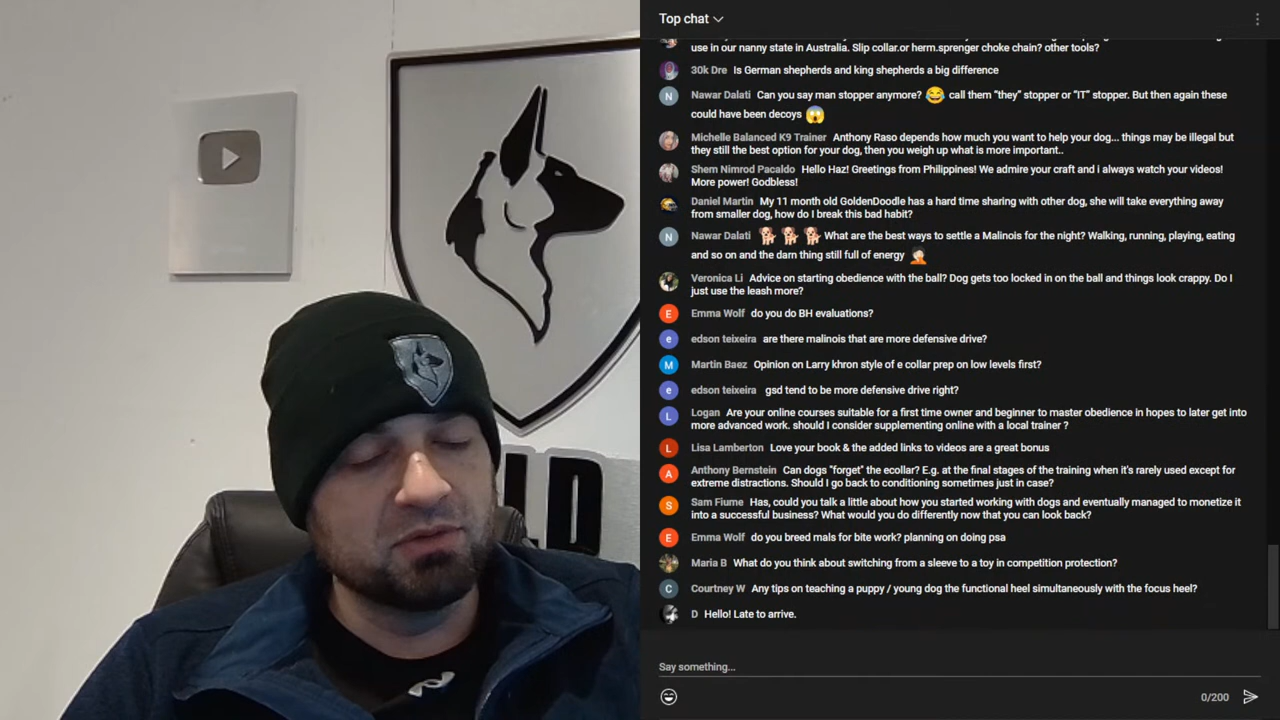 Top chat
use in our nanny state in Australia. Slip collar.or herm.sprenger choke chain? other tools?
30k Dre Is German shepherds and king shepherds a big difference
N Nawar Dalati Can you say man stopper anymore? 😂 call them “they” stopper or “IT” stopper. But then again these
could have been decoys 😱
Michelle Balanced K9 Trainer Anthony Raso depends how much you want to help your dog... things may be illegal but
they still the best option for your dog, then you weigh up what is more important..
Shem Nimrod Pacaldo Hello Haz! Greetings from Philippines! We admire your craft and i always watch your videos!
More power! Godbless!
Daniel Martin My 11 month old GoldenDoodle has a hard time sharing with other dog, she will take everything away
from smaller dog, how do I break this bad habit?
N Nawar Dalati 🐕🐕🐕 What are the best ways to settle a Malinois for the night? Walking, running, playing, eating
and so on and the darn thing still full of energy 🤦🏻
Veronica Li Advice on starting obedience with the ball? Dog gets too locked in on the ball and things look crappy. Do I
just use the leash more?
E Emma Wolf do you do BH evaluations?
e edson teixeira are there malinois that are more defensive drive?
M Martin Baez Opinion on Larry khron style of e collar prep on low levels first?
e edson teixeira gsd tend to be more defensive drive right?
L Logan Are your online courses suitable for a first time owner and beginner to master obedience in hopes to later get into
more advanced work. should I consider supplementing online with a local trainer ?
L Lisa Lamberton Love your book & the added links to videos are a great bonus
A Anthony Bernstein Can dogs "forget" the ecollar? E.g. at the final stages of the training when it's rarely used except for
extreme distractions. Should I go back to conditioning sometimes just in case?
S Sam Fiume Has, could you talk a little about how you started working with dogs and eventually managed to monetize it
into a successful business? What would you do differently now that you can look back?
E Emma Wolf do you breed mals for bite work? planning on doing psa
Maria B What do you think about switching from a sleeve to a toy in competition protection?
C Courtney W Any tips on teaching a puppy / young dog the functional heel simultaneously with the focus heel?
D Hello! Late to arrive.
Say something...
0/200
LD